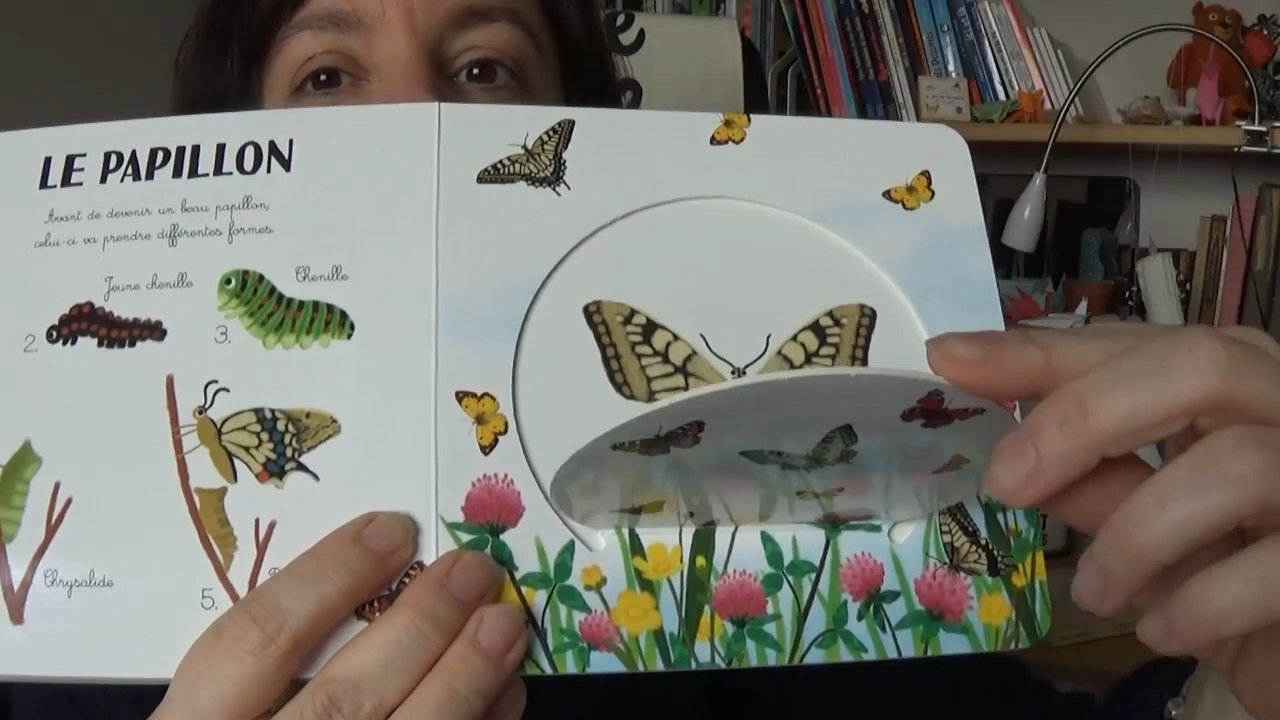 LE PAPILLON
Avant de devenir un beau papillon,
celui-ci va prendre différentes formes.
Jeune chenille
2.
Chenille
3.
Chrysalide
5.